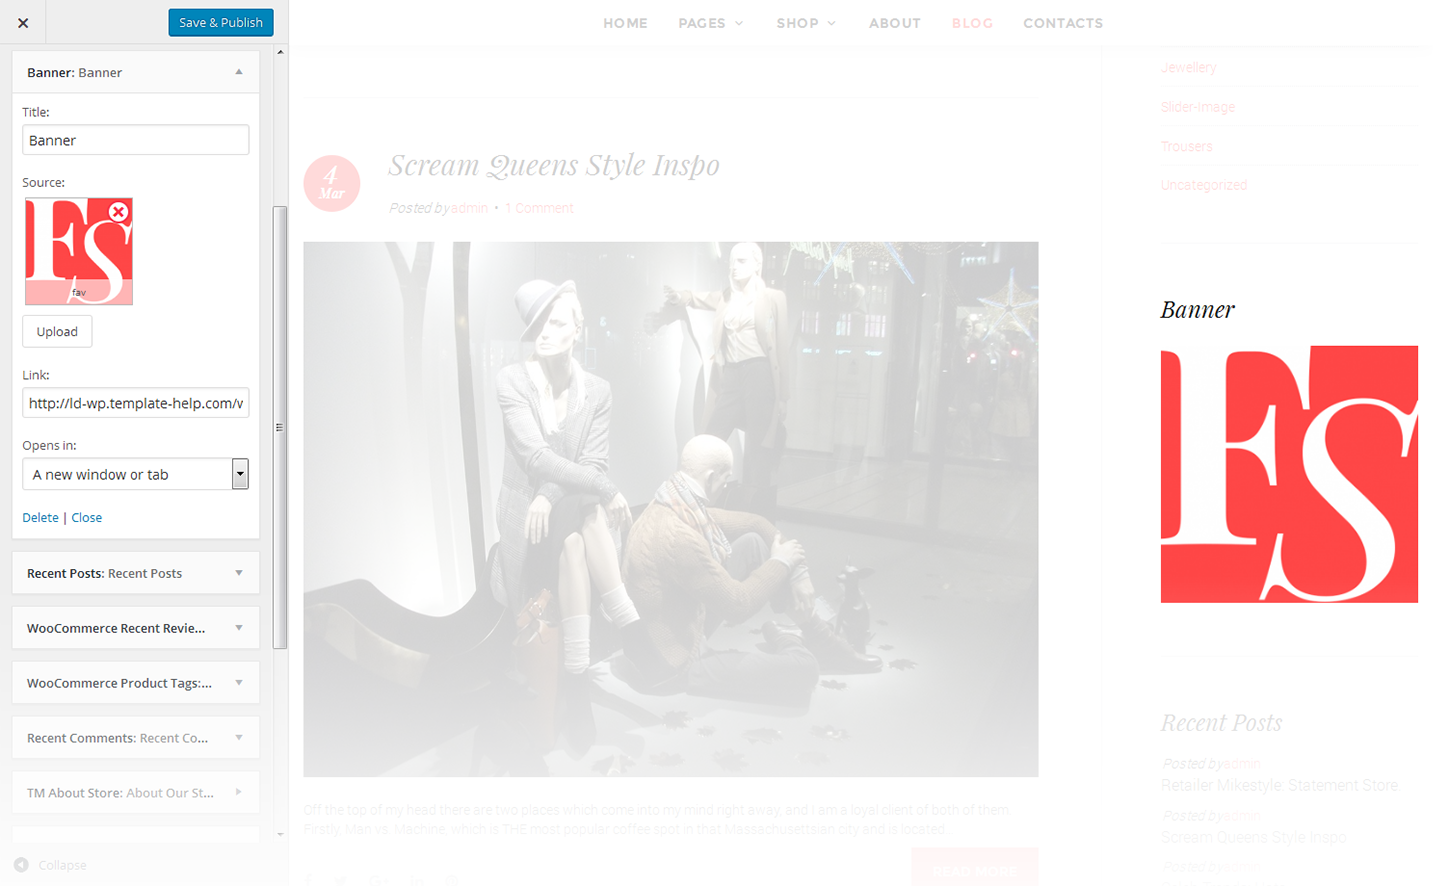 Save & Publish
Banner: Banner
Title:
Banner
Source:
FS
fav
Upload
Link:
http://ld-wp.template-help.com/w
Opens in:
A new window or tab
Delete | Close
Recent Posts: Recent Posts
WooCommerce Recent Revie...
WooCommerce Product Tags:...
Recent Comments: Recent Co...
TM About Store: About Our St...
Collapse
HOME PAGES SHOP ABOUT BLOG CONTACTS
4
Mar
Scream Queens Style Inspo
Posted by admin • 1 Comment
Off the top of my head there are two places which come into my mind right away, and I am a loyal client of both of them.
Firstly, Man vs. Machine, which is THE most popular coffee spot in that Massachusettsian city and is located...
READ MORE
Jewellery
Slider-Image
Trousers
Uncategorized
Banner
FS
Recent Posts
Posted by admin
Retailer Mikestyle: Statement Store
Posted by admin
Scream Queens Style Inspo
Posted by admin